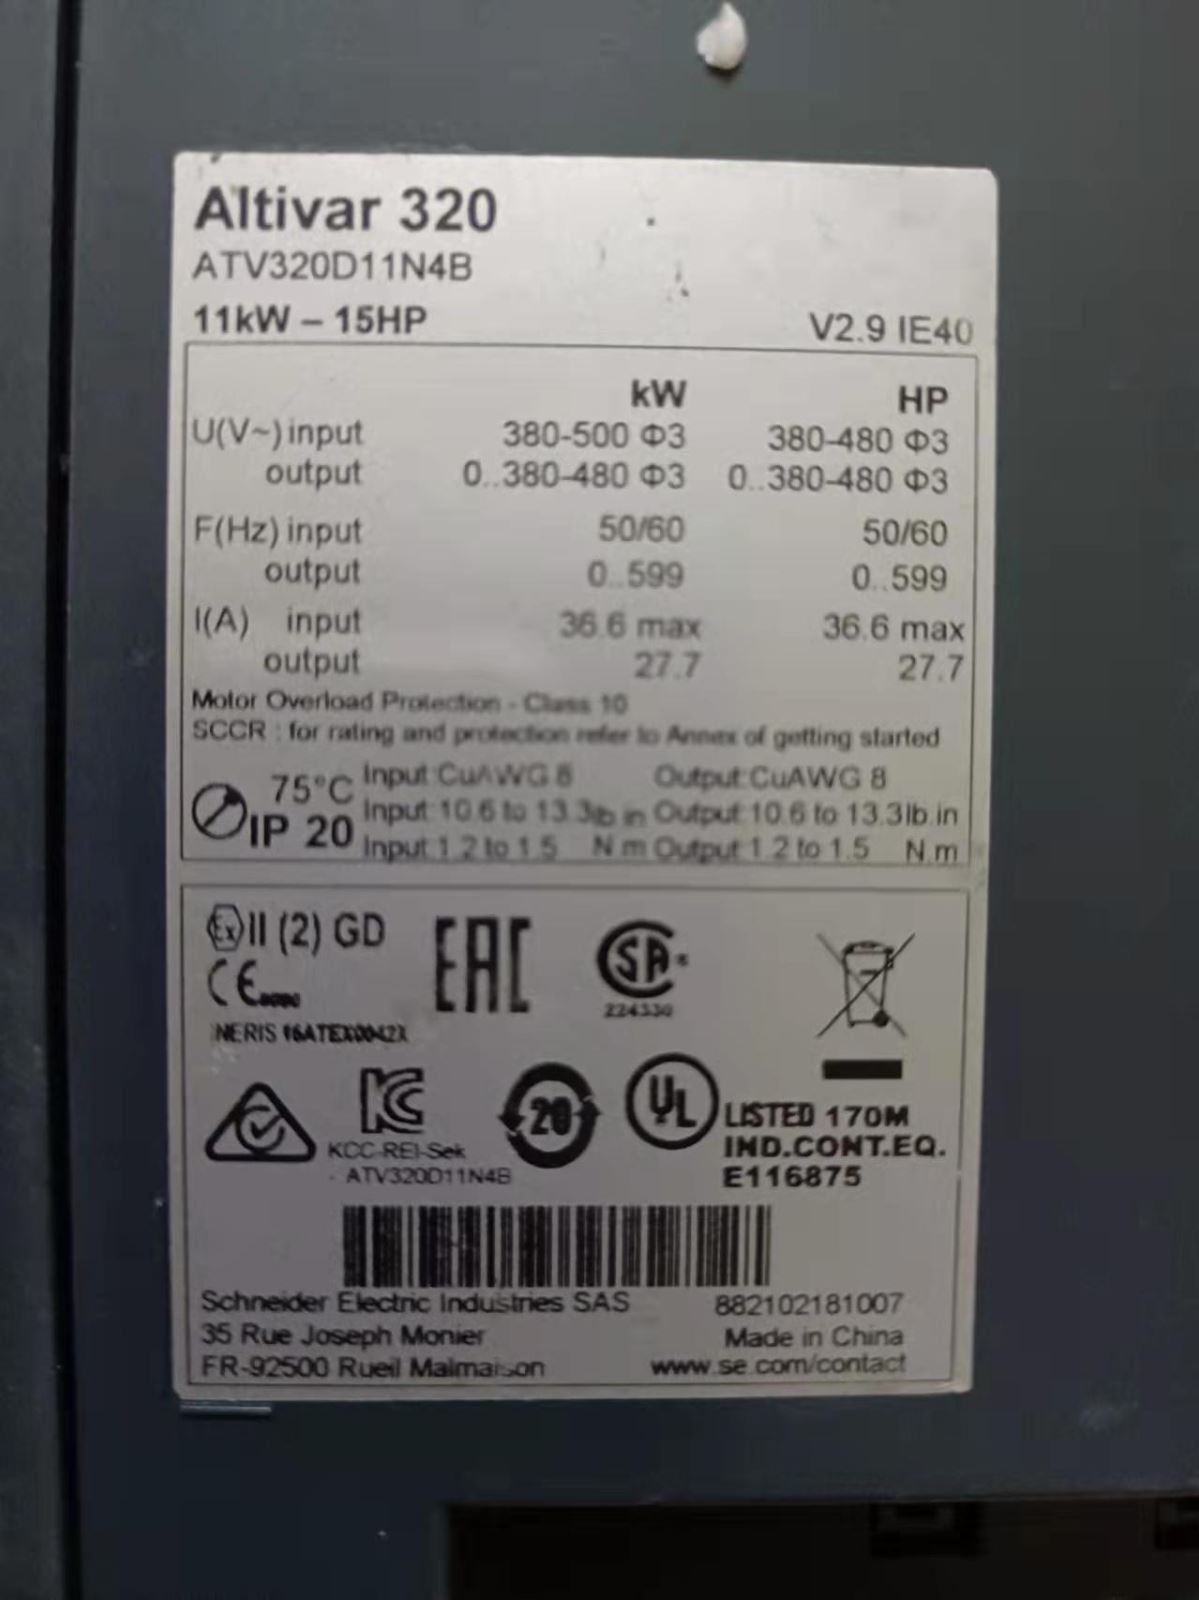 Altivar 320
ATV320D11N4B
11kW – 15HP V2.9 IE40
kW HP
U(V~) input 380-500 Φ3 380-480 Φ3
output 0..380-480 Φ3 0..380-480 Φ3
F(Hz) input 50/60 50/60
output 0..599 0..599
I(A) input 36.6 max 36.6 max
output 27.7 27.7
Motor Overload Protection - Class 10
SCCR : for rating and protection refer to Annex of getting started
75°C Input:CuAWG 8 Output:CuAWG 8
Input:10.6 to 13.3lb.in Output:10.6 to 13.3lb.in
IP 20 Input:1.2 to 1.5 N.m Output:1.2 to 1.5 N.m
Ex II (2) GD EAC SA
CE 224330
INERIS 16ATEX0042X
KC 20 UL LISTED 170M
KCC-REI-Sek IND.CONT.EQ.
- ATV320D11N4B E116875
Schneider Electric Industries SAS 882102181007
35 Rue Joseph Monier Made in China
FR-92500 Rueil Malmaison www.se.com/contact